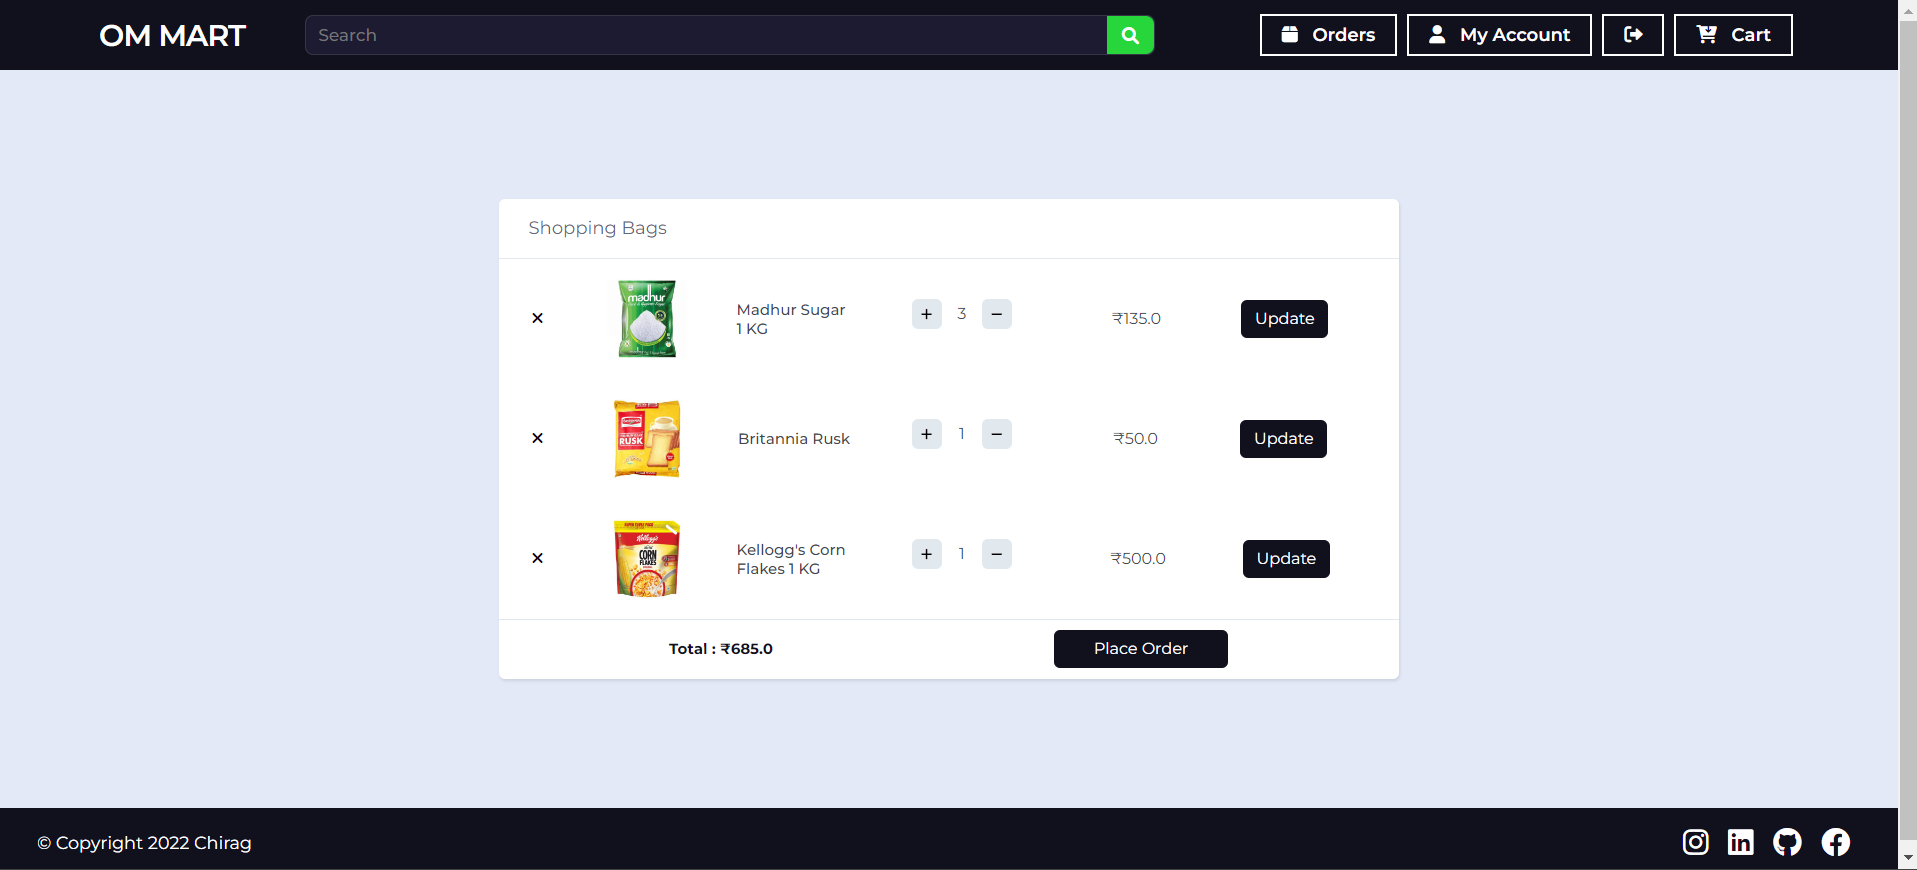 OM MART
Search
Orders
My Account
Cart
Shopping Bags
madhur
Madhur Sugar
1 KG
+ 3 −
₹135.0
Update
RUSK
Britannia Rusk
+ 1 −
₹50.0
Update
Kellogg's
CORN
FLAKES
Kellogg's Corn
Flakes 1 KG
+ 1 −
₹500.0
Update
Total : ₹685.0
Place Order
© Copyright 2022 Chirag